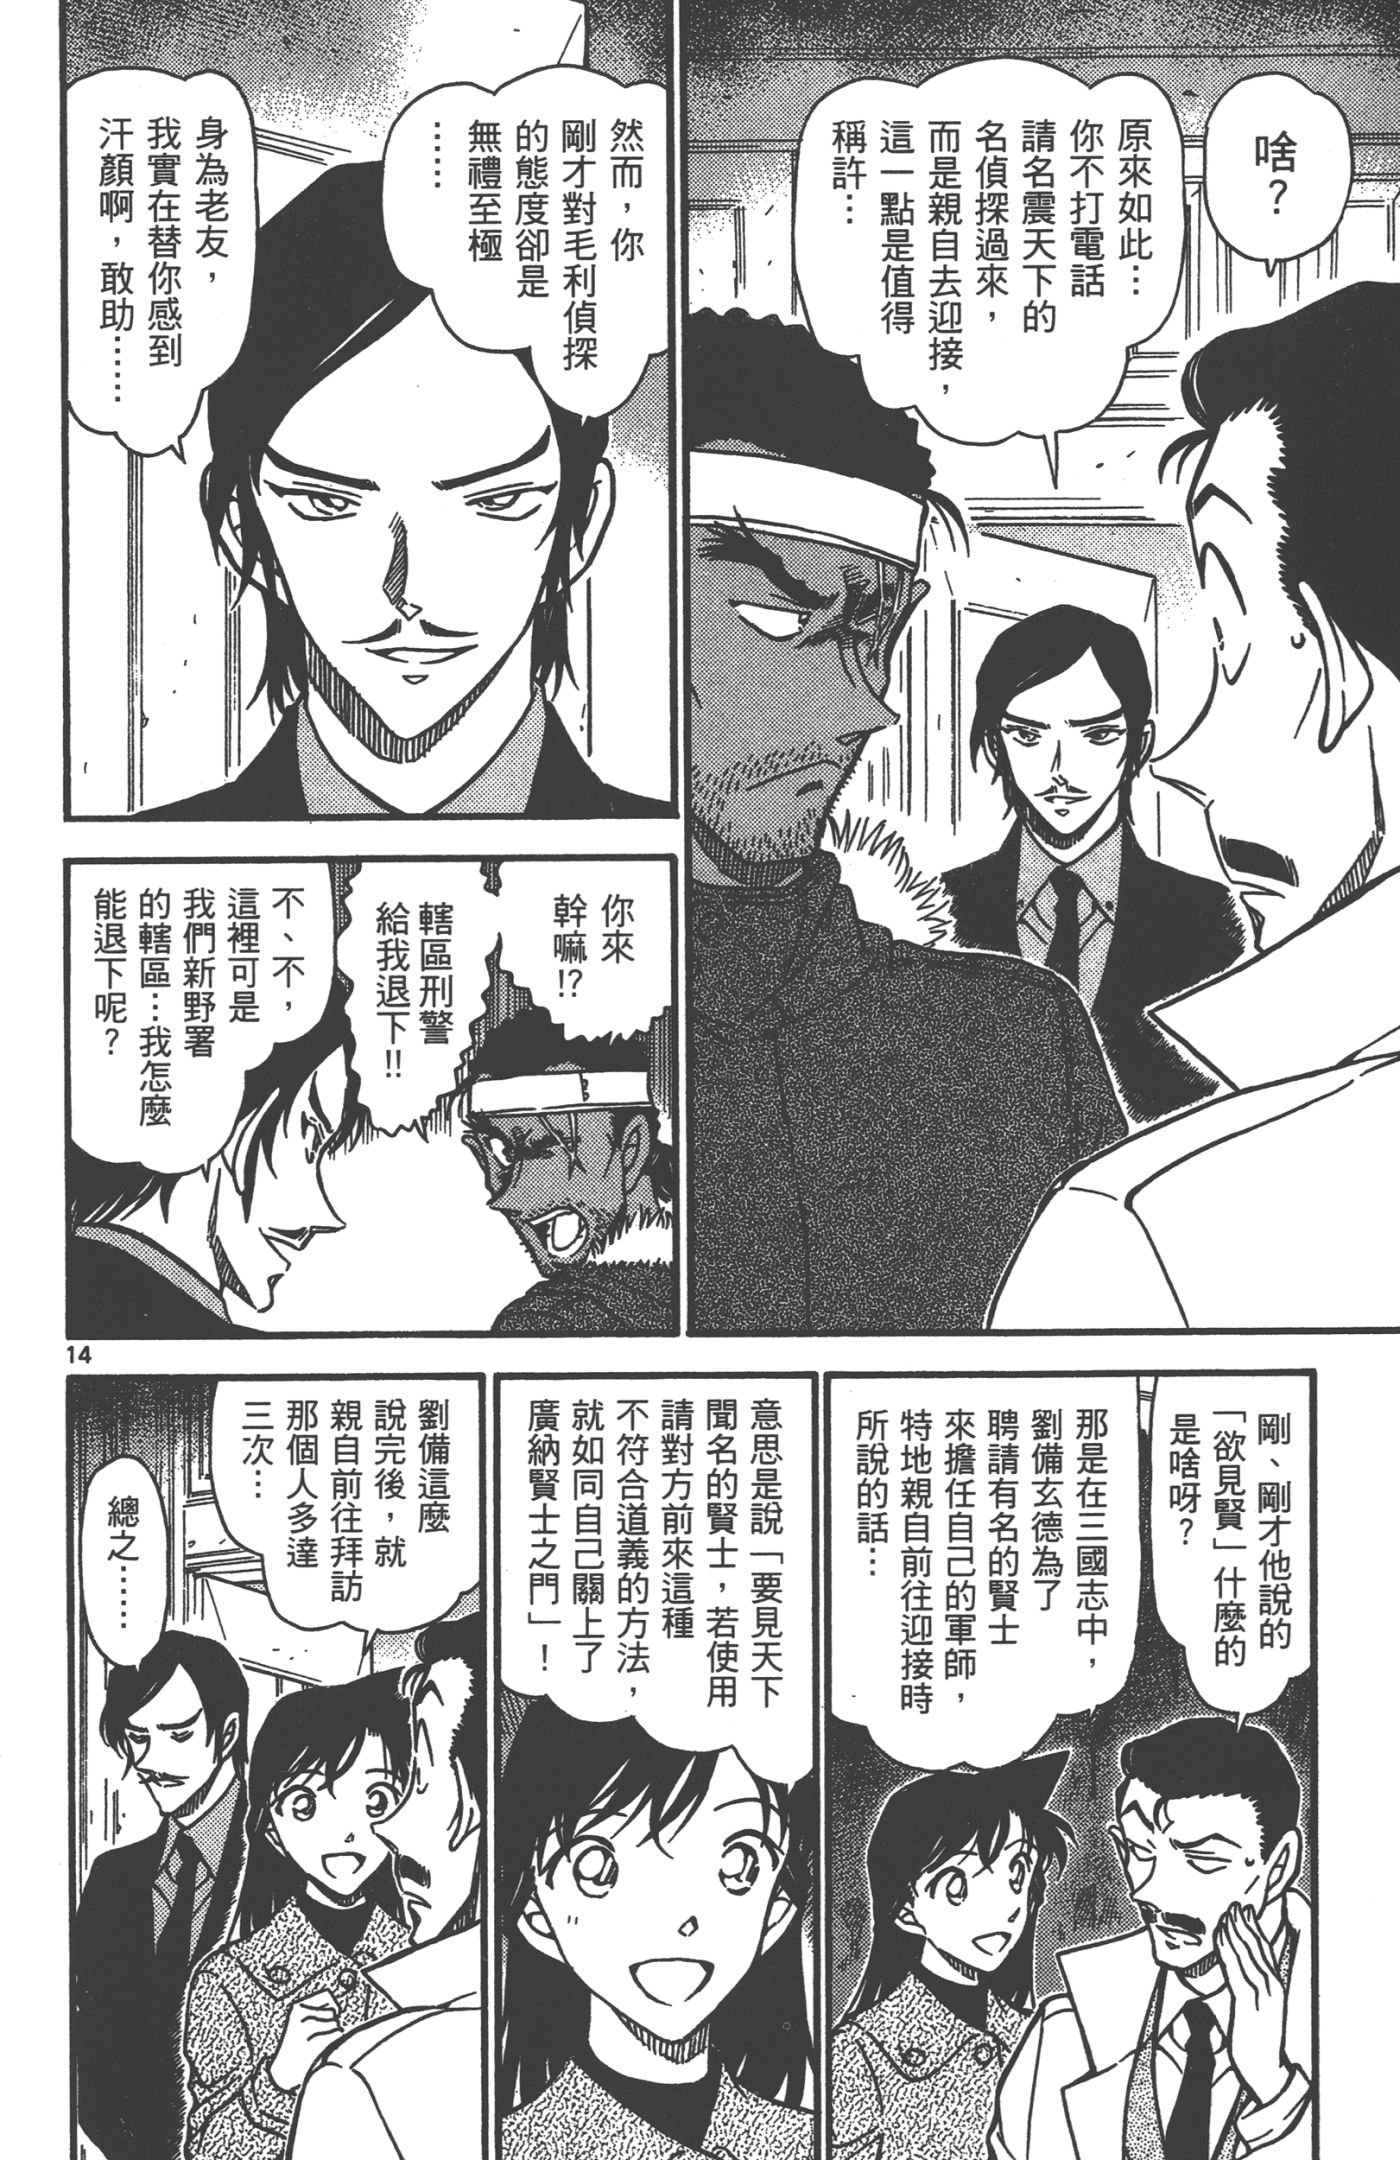 啥？
原來如此…
你不打電話
請名震天下的
名偵探過來，
而是親自去迎接，
這一點是值得
稱許…
然而，你
剛才對毛利偵探
的態度卻是
無禮至極
……
身為老友，
我實在替你感到
汗顏啊，敢助……
你來
幹嘛!?
轄區刑警
給我退下!!
不、不，
這裡可是
我們新野署
的轄區…我怎麼
能退下呢？
14
剛、剛才他說的
「欲見賢」什麼的
是啥呀？
那是在三國志中，
劉備玄德為了
聘請有名的賢士
來擔任自己的軍師，
特地親自前往迎接時
所說的話…
意思是說「要見天下
聞名的賢士，若使用
請對方前來這種
不符合道義的方法，
就如同自己關上了
廣納賢士之門」！
劉備這麼
說完後，就
親自前往拜訪
那個人多達
三次…
總之……